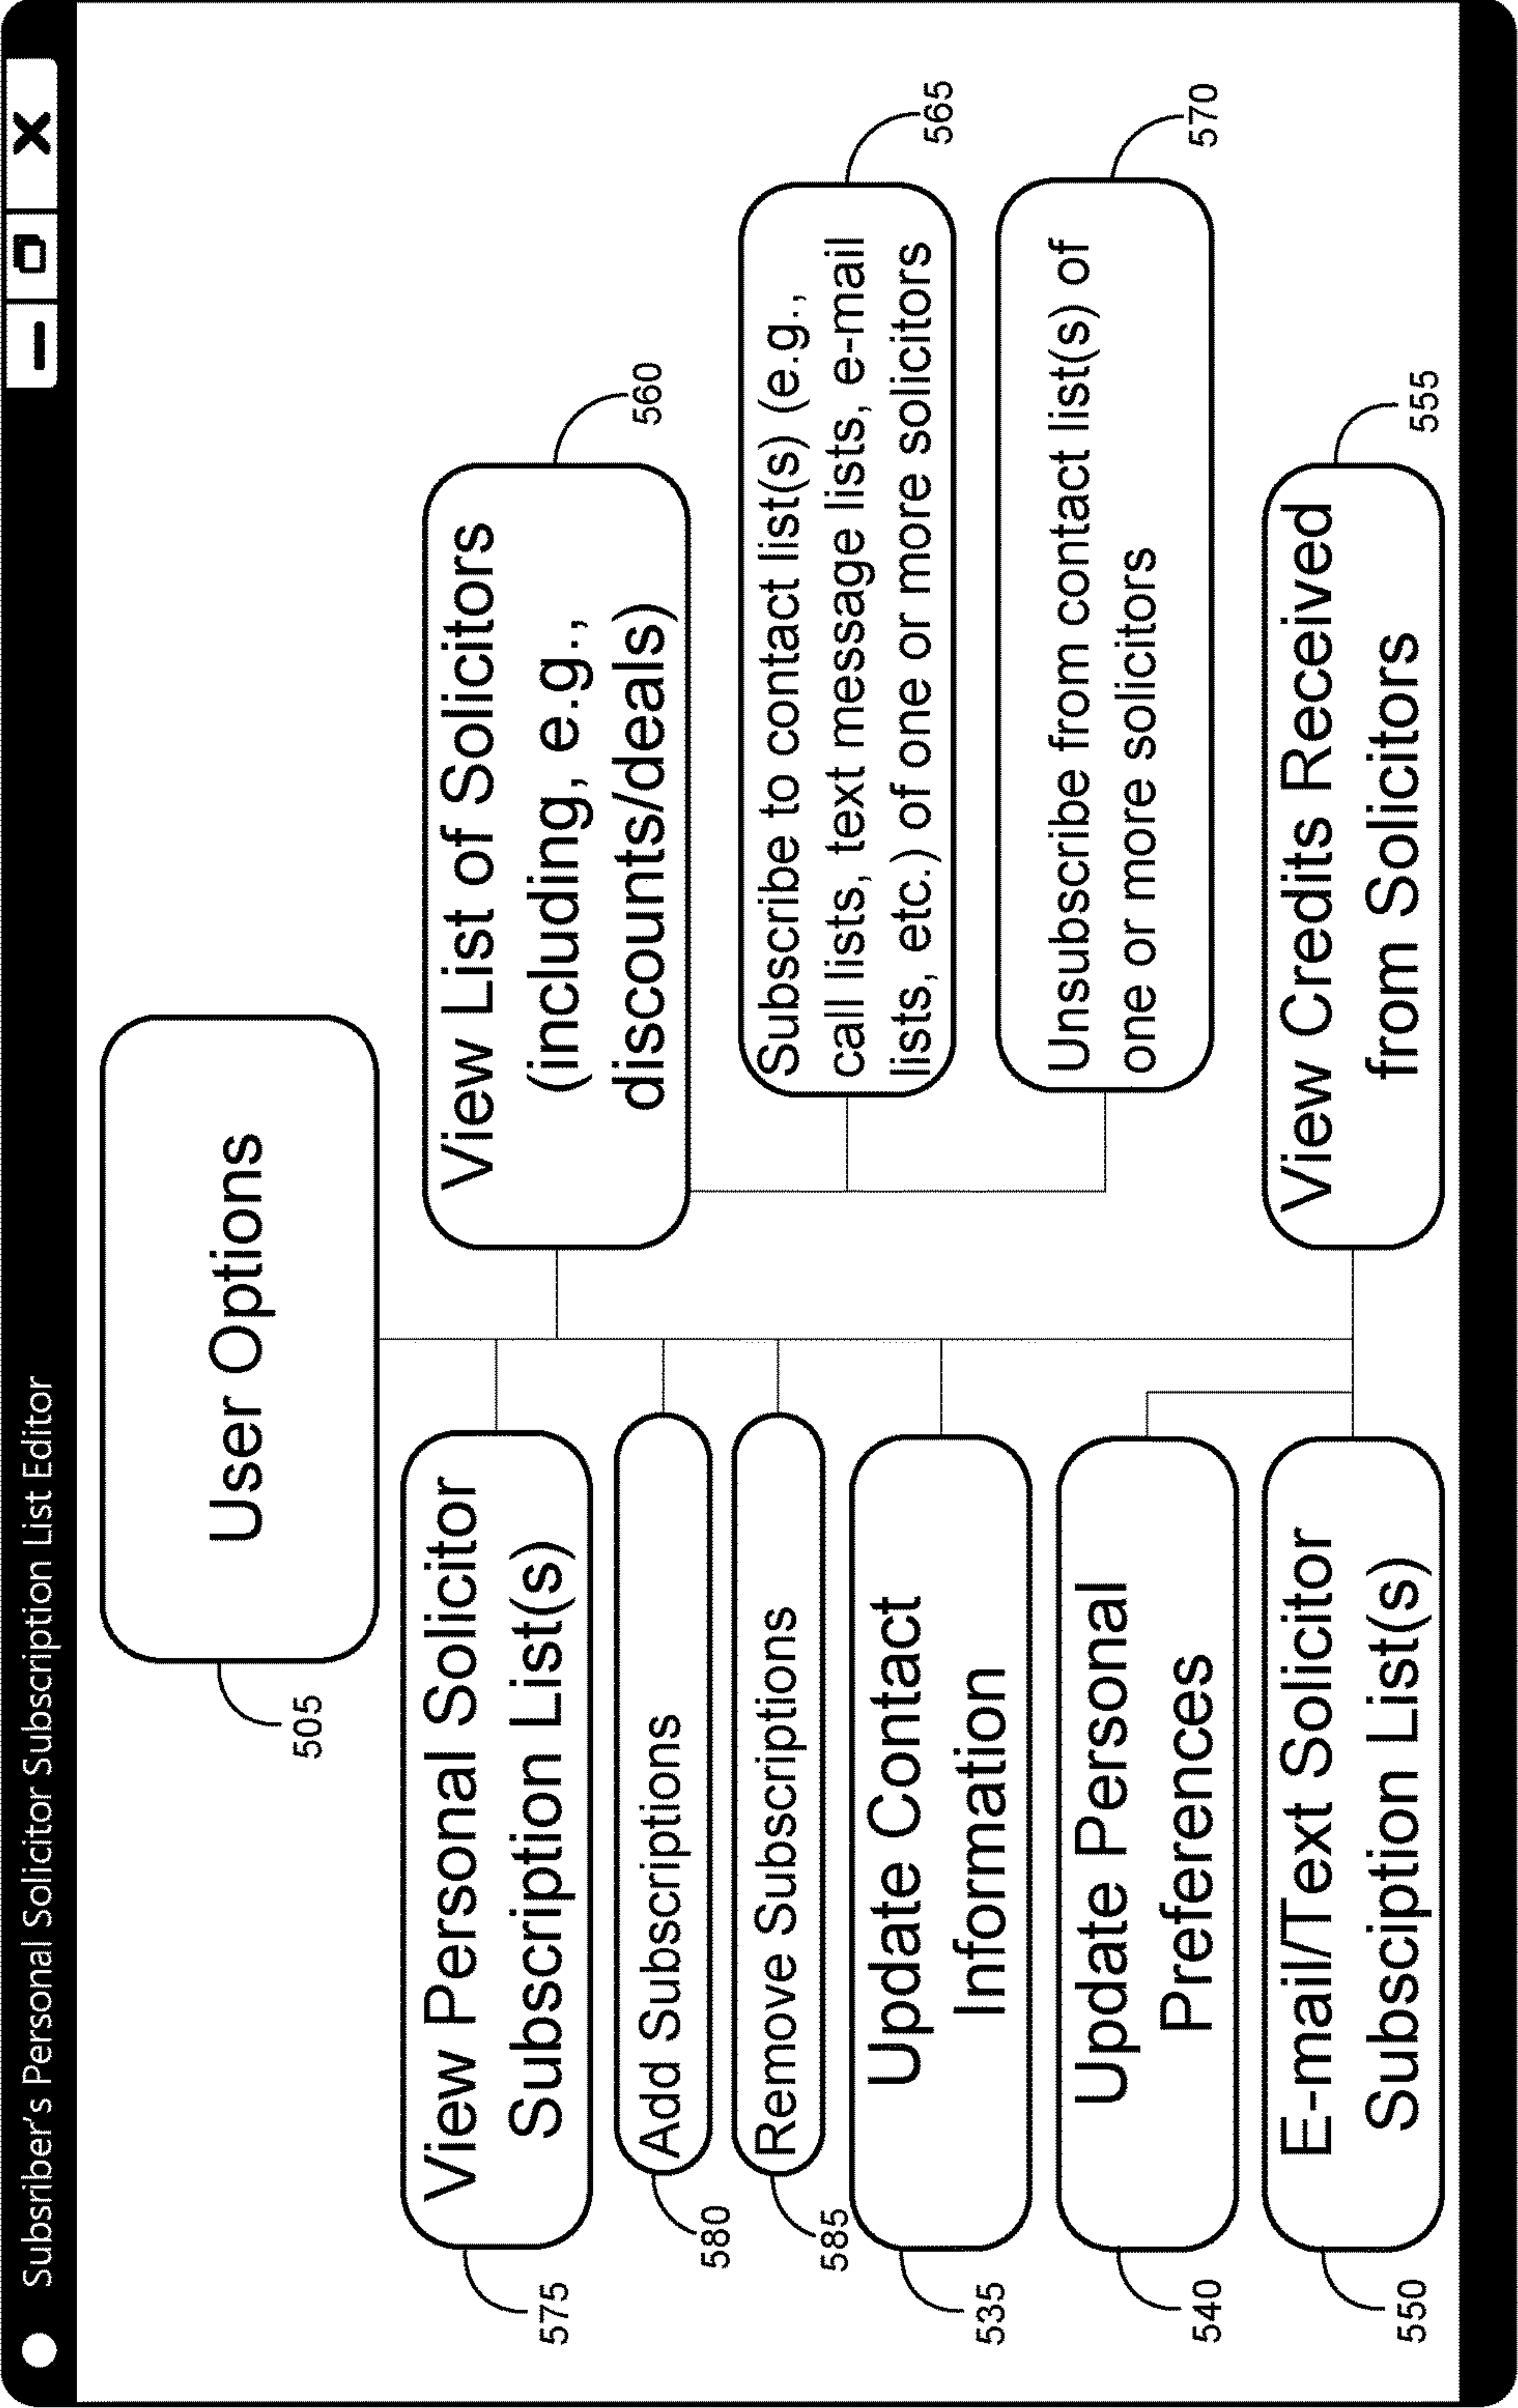 Subsriber's Personal Solicitor Subscription List Editor
User Options
505
View Personal Solicitor
Subscription List(s)
575
Add Subscriptions
580
Remove Subscriptions
585
Update Contact
Information
535
Update Personal
Preferences
540
E-mail/Text Solicitor
Subsciption List(s)
550
View List of Solicitors
(including, e.g.,
discounts/deals)
560
Subscribe to contact list(s) (e.g.,
call lists, text message lists, e-mail
lists, etc.) of one or more solicitors
565
Unsubscribe from contact list(s) of
one or more solicitors
570
View Credits Received
from Solicitors
555